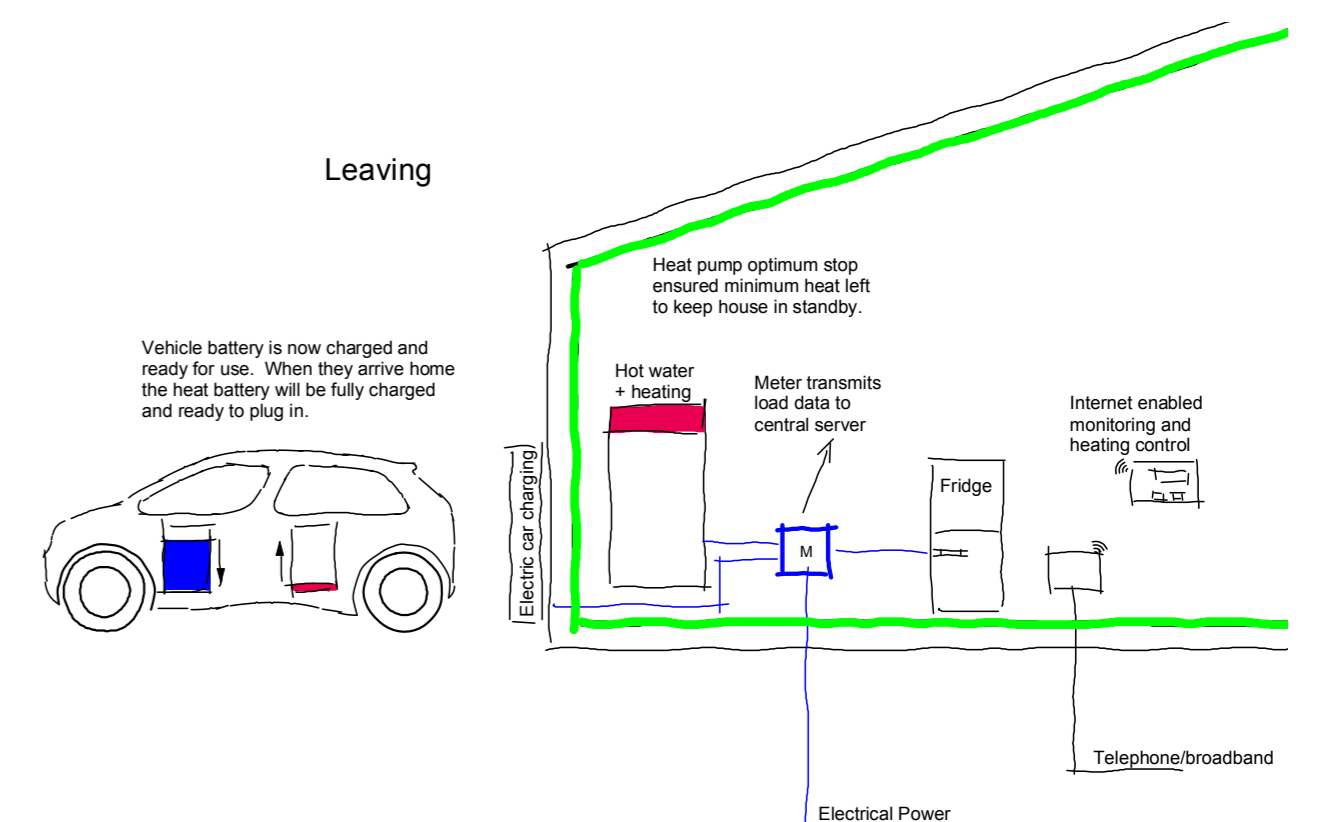 Leaving
Heat pump optimum stop
ensured minimum heat left
to keep house in standby.
Vehicle battery is now charged and
ready for use.  When they arrive home
the heat battery will be fully charged
and ready to plug in.
Hot water
+ heating
Meter transmits
load data to
central server
Internet enabled
monitoring and
heating control
Electric car charging
Fridge
M
Telephone/broadband
Electrical Power